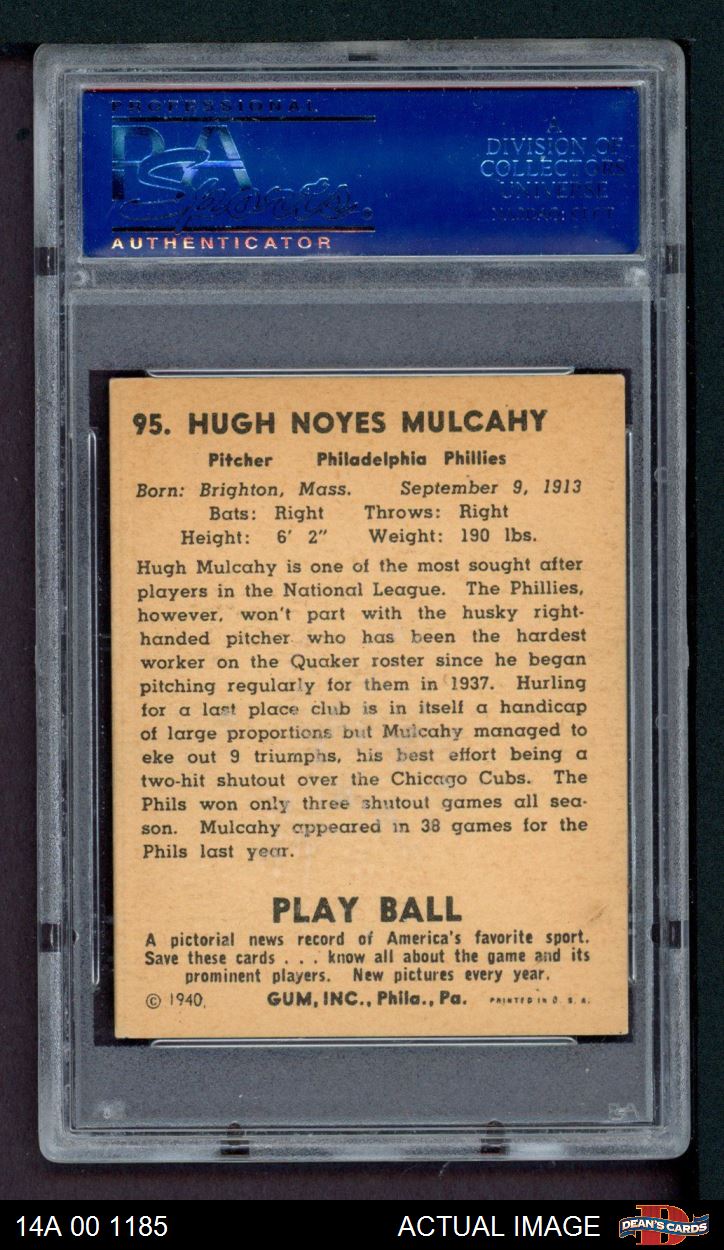 PROFESSIONAL
PSA
Sports
AUTHENTICATOR
A
DIVISION OF
COLLECTORS
UNIVERSE
NASDAQ: CLCT
95. HUGH NOYES MULCAHY
Pitcher Philadelphia Phillies
Born: Brighton, Mass. September 9, 1913
Bats: Right Throws: Right
Height: 6' 2" Weight: 190 lbs.
Hugh Mulcahy is one of the most sought after
players in the National League. The Phillies,
however, won't part with the husky right-
handed pitcher who has been the hardest
worker on the Quaker roster since he began
pitching regularly for them in 1937. Hurling
for a last place club is in itself a handicap
of large proportions but Mulcahy managed to
eke out 9 triumphs, his best effort being a
two-hit shutout over the Chicago Cubs. The
Phils won only three shutout games all sea-
son. Mulcahy appeared in 38 games for the
Phils last year.
PLAY BALL
A pictorial news record of America's favorite sport.
Save these cards . . . know all about the game and its
prominent players. New pictures every year.
© 1940, GUM, INC., Phila., Pa. PRINTED IN U. S. A.
PSA
14A 00 1185 ACTUAL IMAGE DEAN'S CARDS